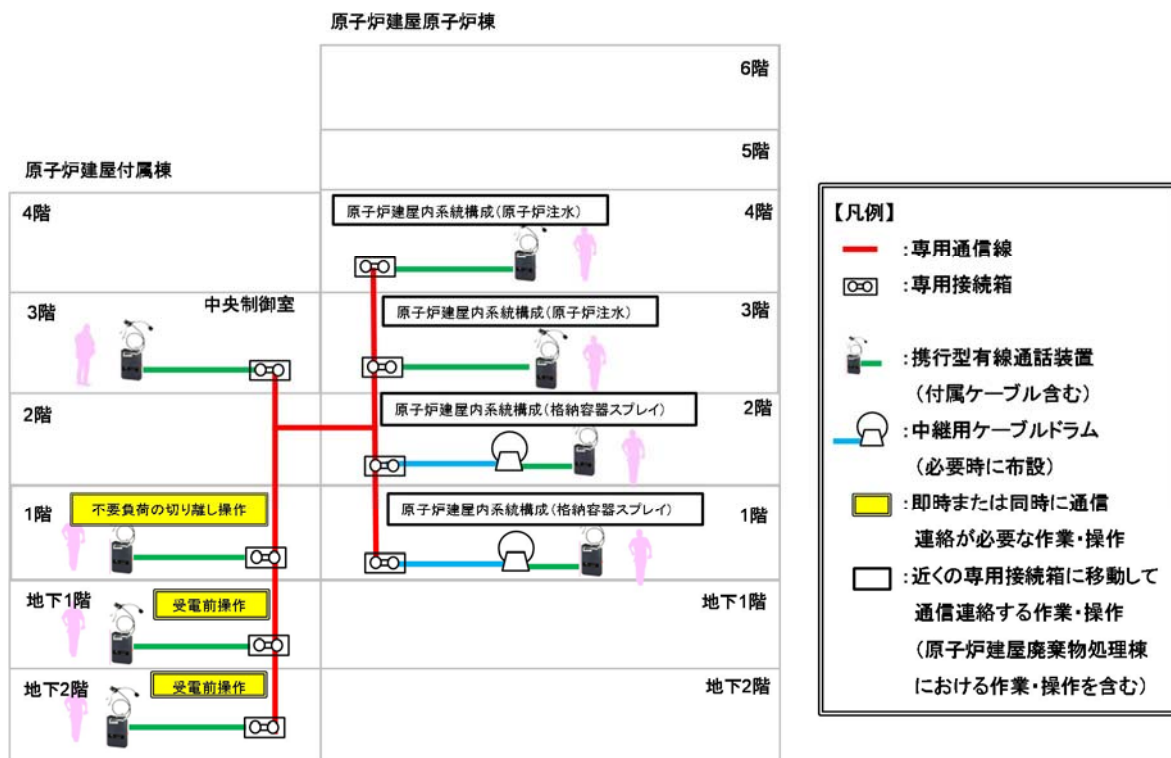 原子炉建屋原子炉棟
6階
5階
原子炉建屋付属棟
4階
原子炉建屋内系統構成(原子炉注水)
4階
3階
中央制御室
原子炉建屋内系統構成(原子炉注水)
3階
2階
原子炉建屋内系統構成(格納容器スプレイ)
2階
1階
不要負荷の切り離し操作
原子炉建屋内系統構成(格納容器スプレイ)
1階
地下1階
受電前操作
地下1階
地下2階
受電前操作
地下2階
【凡例】
:専用通信線
:専用接続箱
:携行型有線通話装置
(付属ケーブル含む)
:中継用ケーブルドラム
(必要時に布設)
:即時または同時に通信
連絡が必要な作業・操作
:近くの専用接続箱に移動して
通信連絡する作業・操作
(原子炉建屋廃棄物処理棟
における作業・操作を含む)